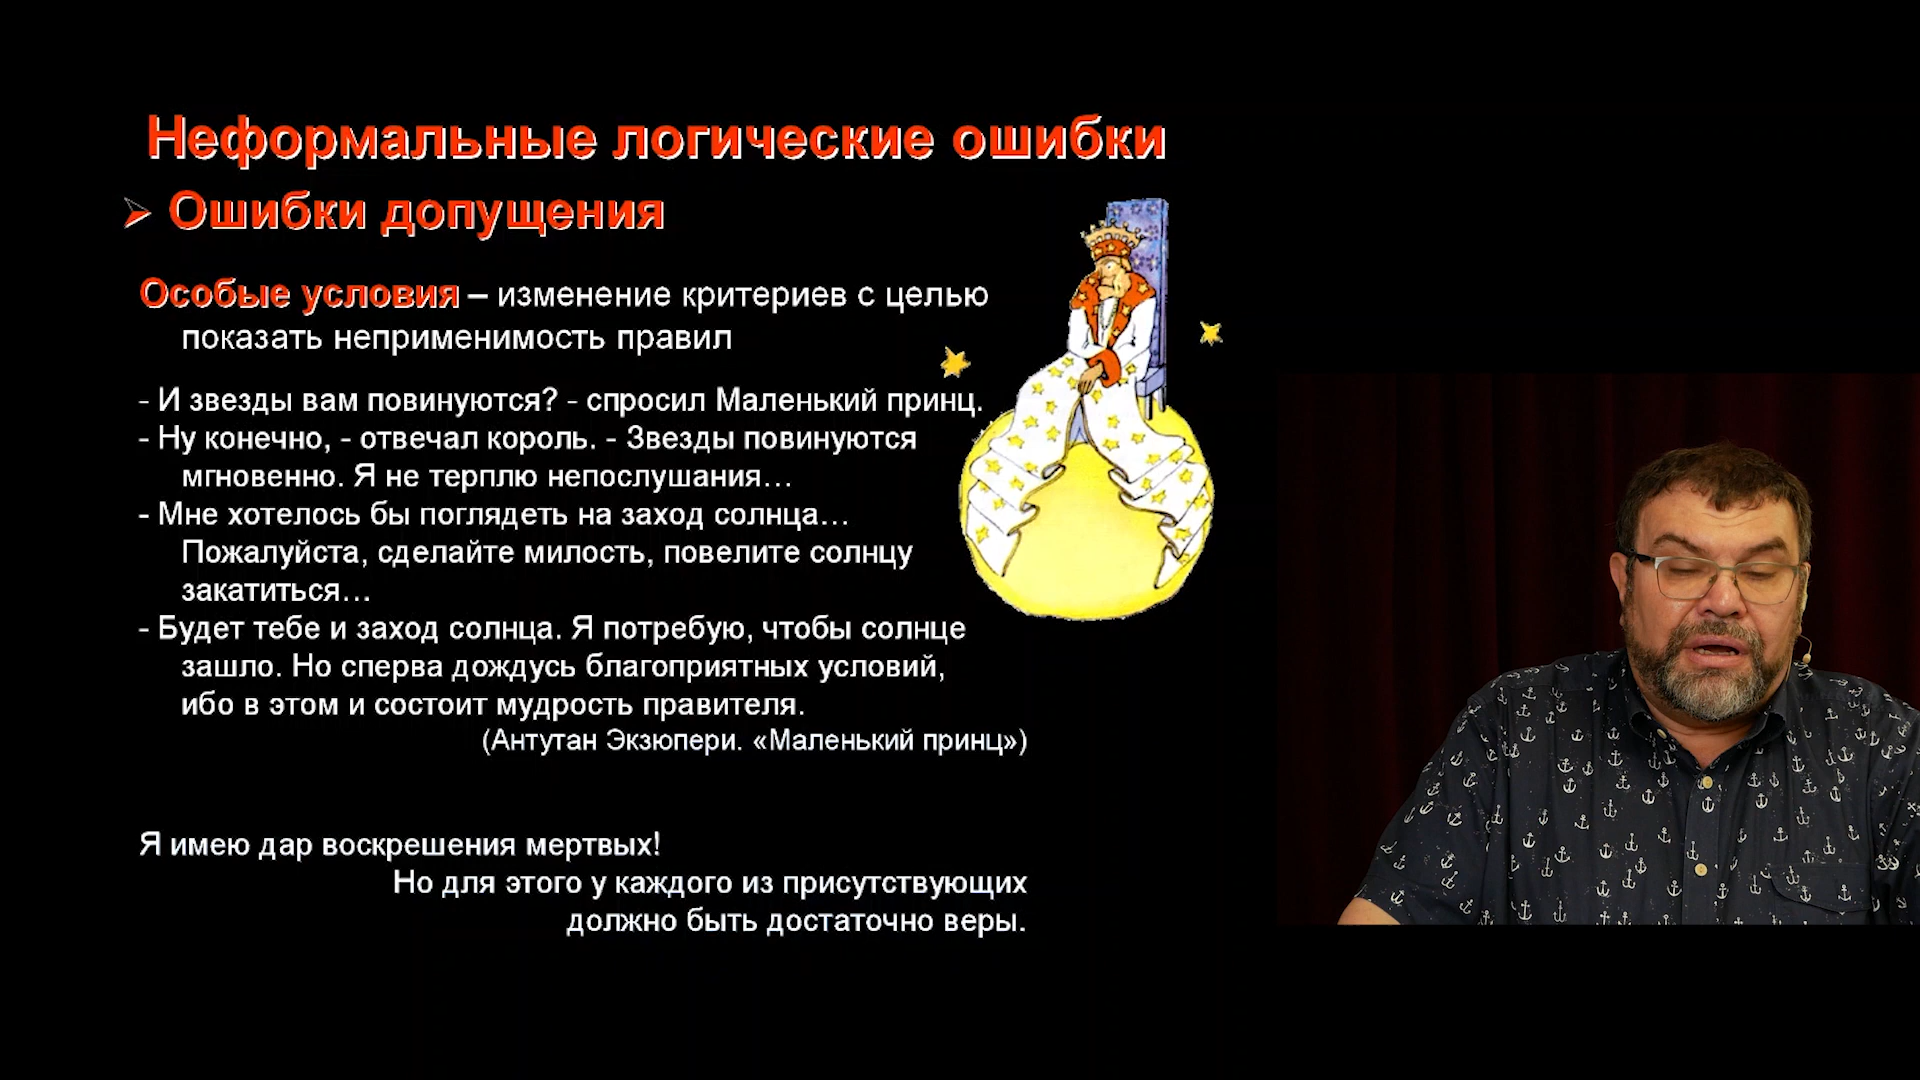 Неформальные логические ошибки
Ошибки допущения
Особые условия – изменение критериев с целью
показать неприменимость правил
- И звезды вам повинуются? - спросил Маленький принц.
- Ну конечно, - отвечал король. - Звезды повинуются
мгновенно. Я не терплю непослушания…
- Мне хотелось бы поглядеть на заход солнца…
Пожалуйста, сделайте милость, повелите солнцу
закатиться…
- Будет тебе и заход солнца. Я потребую, чтобы солнце
зашло. Но сперва дождусь благоприятных условий,
ибо в этом и состоит мудрость правителя.
(Антутан Экзюпери. «Маленький принц»)
Я имею дар воскрешения мертвых!
Но для этого у каждого из присутствующих
должно быть достаточно веры.